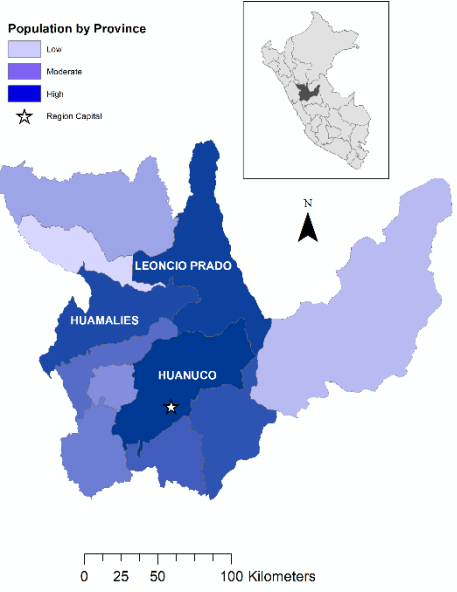 Population by Province
Low
Moderate
High
Region Capital
N
LEONCIO PRADO
HUAMALIES
HUANUCO
0 25 50 100 Kilometers